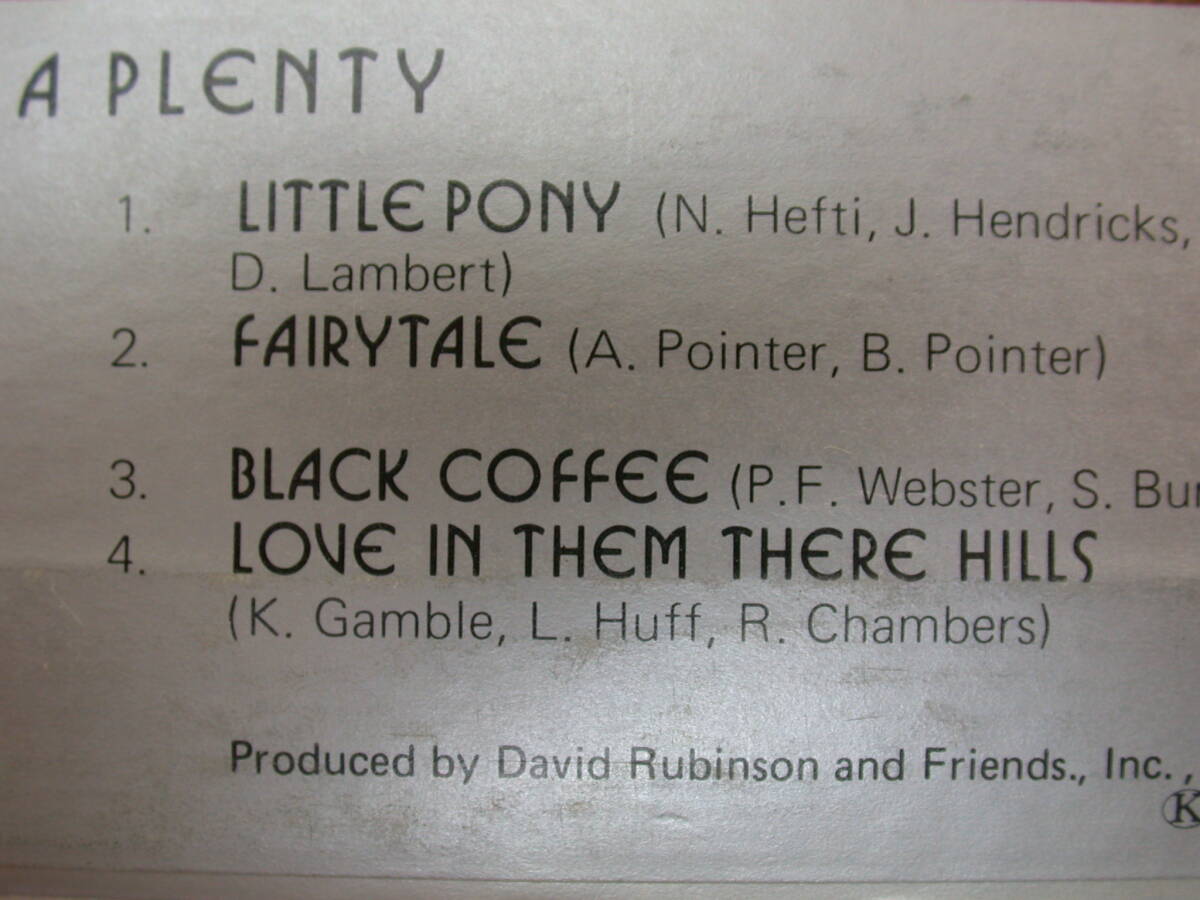 A PLENTY
1. LITTLE PONY (N. Hefti, J. Hendricks,
D. Lambert)
2. FAIRYTALE (A. Pointer, B. Pointer)
3. BLACK COFFEE (P.F. Webster, S.
4. LOVE IN THEM THERE HILLS
(K. Gamble, L. Huff, R. Chambers)
Produced by David Rubinson and Friends., Inc.,
K